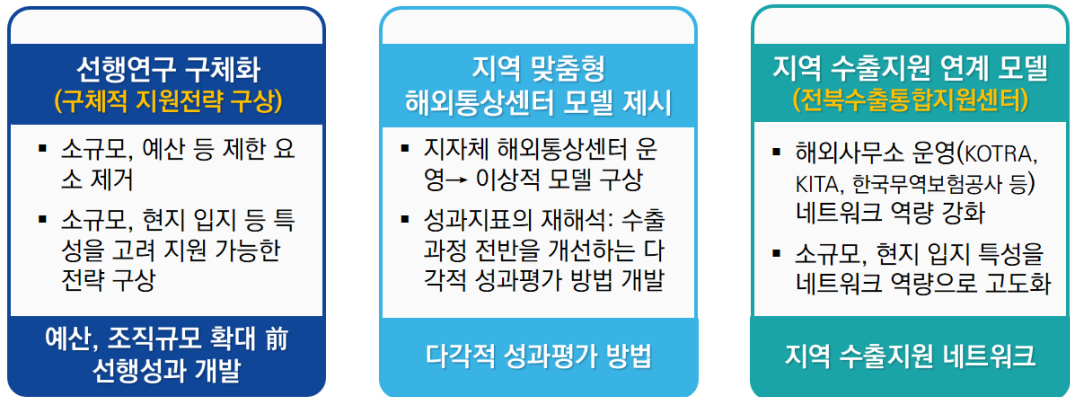 선행연구 구체화
(구체적 지원전략 구상)
▪ 소규모, 예산 등 제한 요
소 제거
▪ 소규모, 현지 입지 등 특
성을 고려 지원 가능한
전략 구상
예산, 조직규모 확대 前
선행성과 개발
지역 맞춤형
해외통상센터 모델 제시
▪ 지자체 해외통상센터 운
영→ 이상적 모델 구상
▪ 성과지표의 재해석: 수출
과정 전반을 개선하는 다
각적 성과평가 방법 개발
다각적 성과평가 방법
지역 수출지원 연계 모델
(전북수출통합지원센터)
▪ 해외사무소 운영(KOTRA,
KITA, 한국무역보험공사 등)
네트워크 역량 강화
▪ 소규모, 현지 입지 특성을
네트워크 역량으로 고도화
지역 수출지원 네트워크